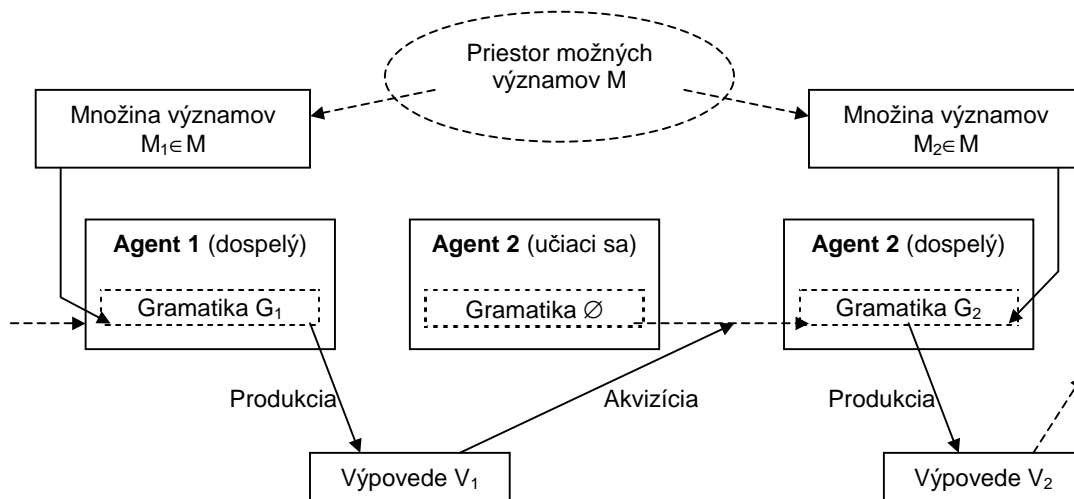 Priestor možných
významov M
Množina významov
M₁∈M
Množina významov
M₂∈M
Agent 1 (dospelý)
Gramatika G₁
Agent 2 (učiaci sa)
Gramatika ∅
Agent 2 (dospelý)
Gramatika G₂
Produkcia
Akvizícia
Produkcia
Výpovede V₁
Výpovede V₂